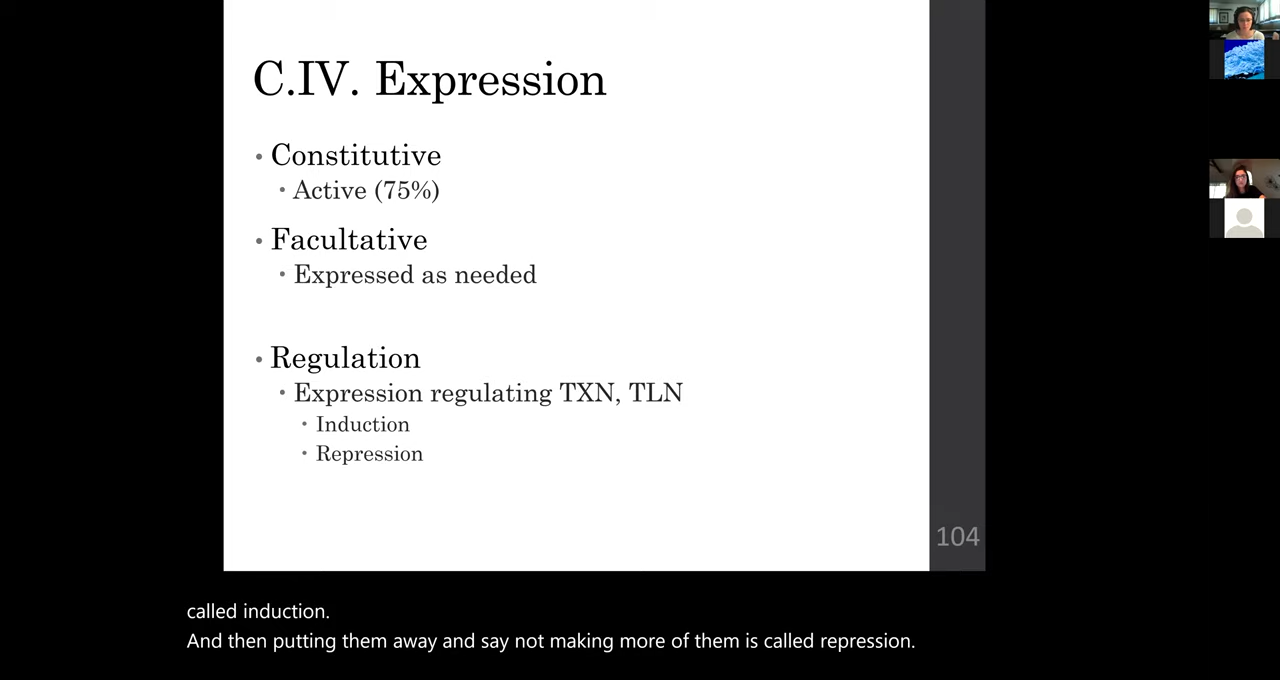 C.IV. Expression
• Constitutive
• Active (75%)
• Facultative
• Expressed as needed
• Regulation
• Expression regulating TXN, TLN
• Induction
• Repression
104
called induction.
And then putting them away and say not making more of them is called repression.